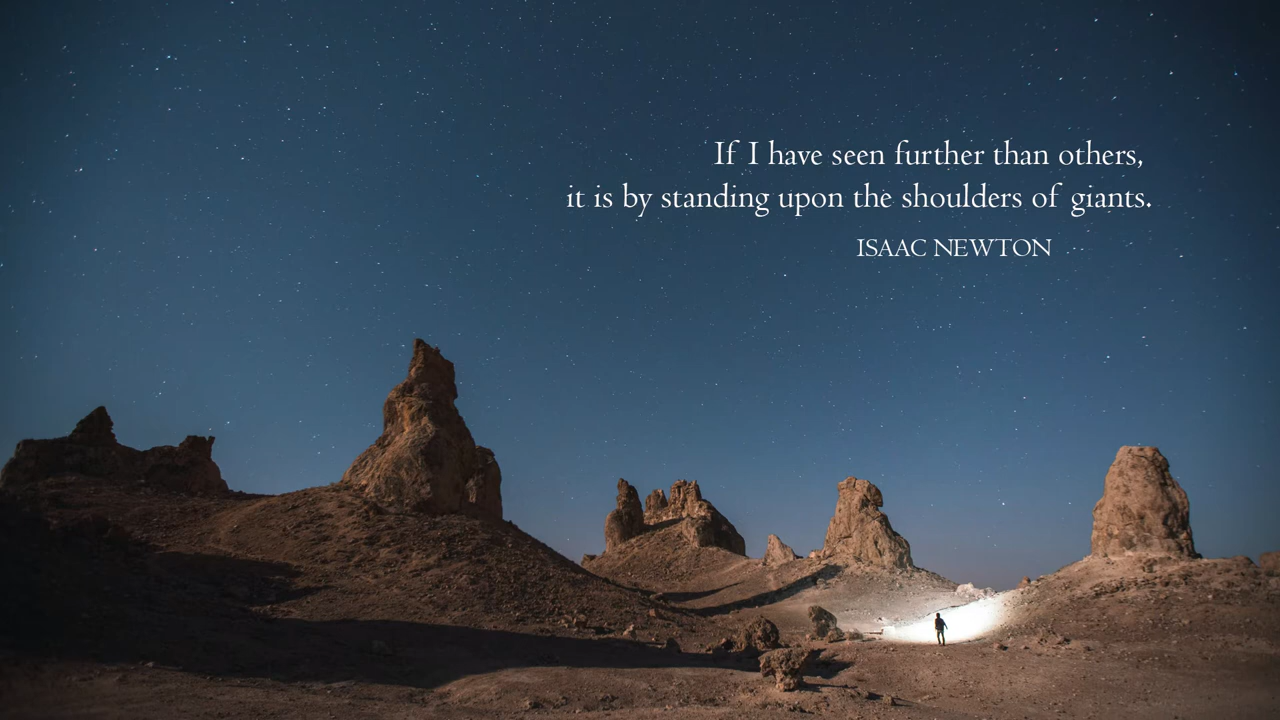 If I have seen further than others,
it is by standing upon the shoulders of giants.
ISAAC NEWTON